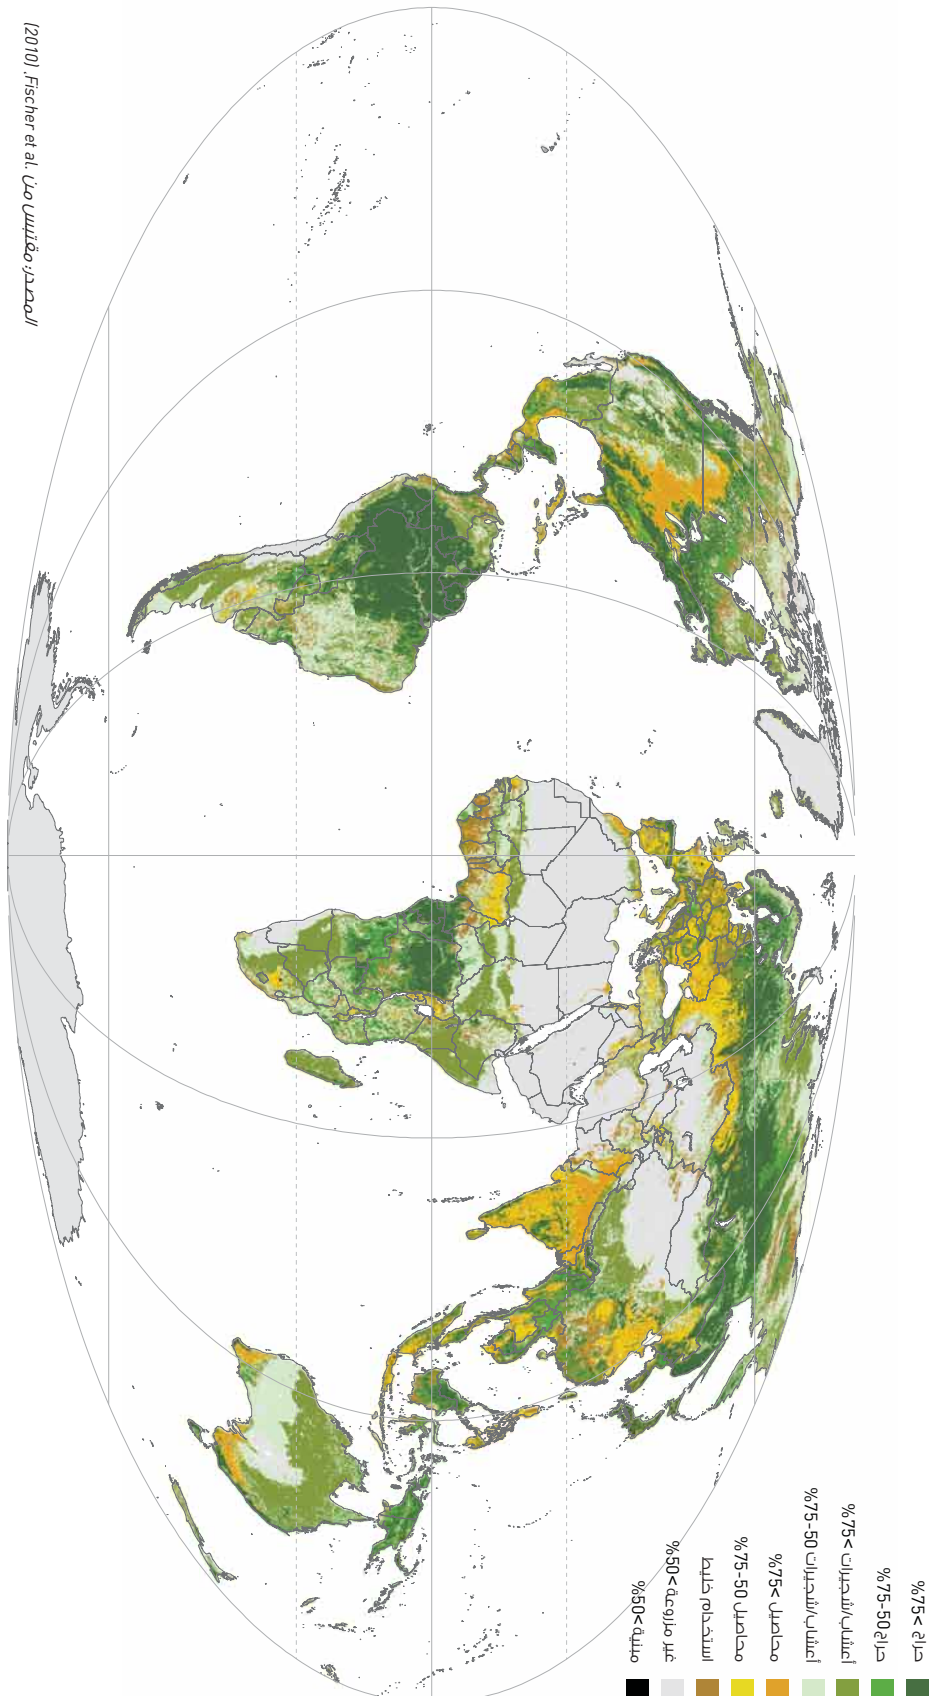 حراج >75%
حراج 50-75%
أعشاب/شجيرات >75%
أعشاب/شجيرات 50-75%
محاصيل >75%
محاصيل 50-75%
استخدام خليط
غير مزروعة >50%
مبنية >50%
المصدر: مقتبس من Fischer et al. (2010).